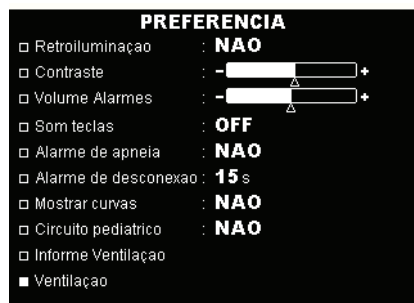 PREFERENCIA
Retroiluminaçao : NAO
Contraste : - +
Volume Alarmes : - +
Som teclas : OFF
Alarme de apneia : NAO
Alarme de desconexao : 15 s
Mostrar curvas : NAO
Circuito pediatrico : NAO
Informe Ventilaçao
Ventilaçao